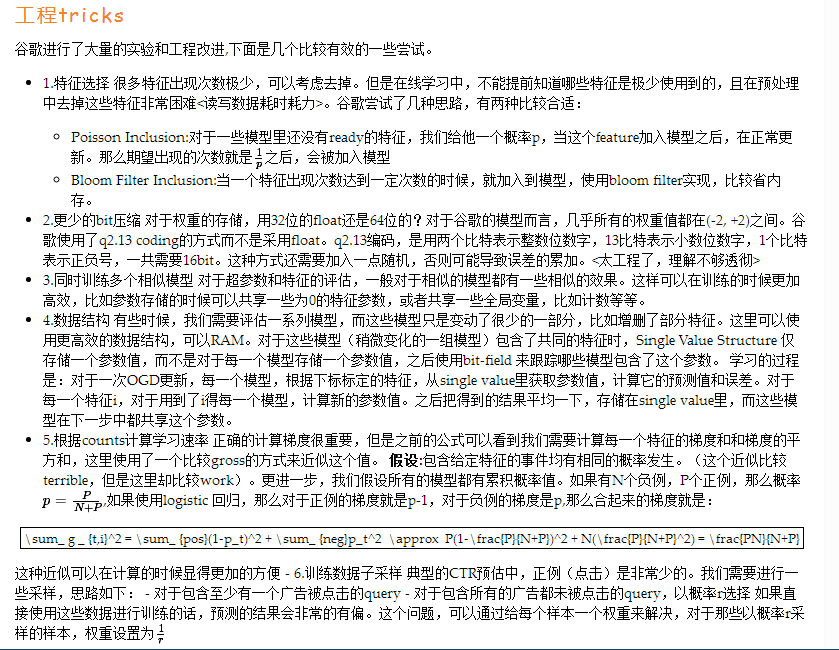 工程tricks
谷歌进行了大量的实验和工程改进,下面是几个比较有效的一些尝试。
• 1.特征选择 很多特征出现次数极少，可以考虑去掉。但是在线学习中，不能提前知道哪些特征是极少使用到的，且在预处理
中去掉这些特征非常困难<读写数据耗时耗力>。谷歌尝试了几种思路，有两种比较合适：
◦ Poisson Inclusion:对于一些模型里还没有ready的特征，我们给他一个概率p，当这个feature加入模型之后，在正常更
新。那么期望出现的次数就是 1/p 之后，会被加入模型
◦ Bloom Filter Inclusion:当一个特征出现次数达到一定次数的时候，就加入到模型，使用bloom filter实现，比较省内
存。
• 2.更少的bit压缩 对于权重的存储，用32位的float还是64位的？对于谷歌的模型而言，几乎所有的权重值都在(-2, +2)之间。谷
歌使用了q2.13 coding的方式而不是采用float。q2.13编码，是用两个比特表示整数位数字，13比特表示小数位数字，1个比特
表示正负号，一共需要16bit。这种方式还需要加入一点随机，否则可能导致误差的累加。<太工程了，理解不够透彻>
• 3.同时训练多个相似模型 对于超参数和特征的评估，一般对于相似的模型都有一些相似的效果。这样可以在训练的时候更加
高效，比如参数存储的时候可以共享一些为0的特征参数，或者共享一些全局变量，比如计数等等。
• 4.数据结构 有些时候，我们需要评估一系列模型，而这些模型只是变动了很少的一部分，比如增删了部分特征。这里可以使
用更高效的数据结构，可以RAM。对于这些模型（稍微变化的一组模型）包含了共同的特征时，Single Value Structure 仅
存储一个参数值，而不是对于每一个模型存储一个参数值，之后使用bit-field 来跟踪哪些模型包含了这个参数。 学习的过程
是：对于一次OGD更新，每一个模型，根据下标标定的特征，从single value里获取参数值，计算它的预测值和误差。对于
每一个特征i，对于用到了i得每一个模型，计算新的参数值。之后把得到的结果平均一下，存储在single value里，而这些模
型在下一步中都共享这个参数。
• 5.根据counts计算学习速率 正确的计算梯度很重要，但是之前的公式可以看到我们需要计算每一个特征的梯度和和梯度的平
方和，这里使用了一个比较gross的方式来近似这个值。 假设:包含给定特征的事件均有相同的概率发生。（这个近似比较
terrible，但是这里却比较work）。更进一步，我们假设所有的模型都有累积概率值。如果有N个负例，P个正例，那么概率
p = P/(N+P),如果使用logistic 回归，那么对于正例的梯度就是p-1，对于负例的梯度是p,那么合起来的梯度就是：
\sum_ g _ {t,i}^2 = \sum_ {pos}(1-p_t)^2 + \sum_ {neg}p_t^2 \approx P(1-\frac{P}{N+P})^2 + N(\frac{P}{N+P}^2) = \frac{PN}{N+P}
这种近似可以在计算的时候显得更加的方便 - 6.训练数据子采样 典型的CTR预估中，正例（点击）是非常少的。我们需要进行一
些采样，思路如下： - 对于包含至少有一个广告被点击的query - 对于包含所有的广告都未被点击的query，以概率r选择 如果直
接使用这些数据进行训练的话，预测的结果会非常的有偏。这个问题，可以通过给每个样本一个权重来解决，对于那些以概率r采
样的样本，权重设置为 1/r